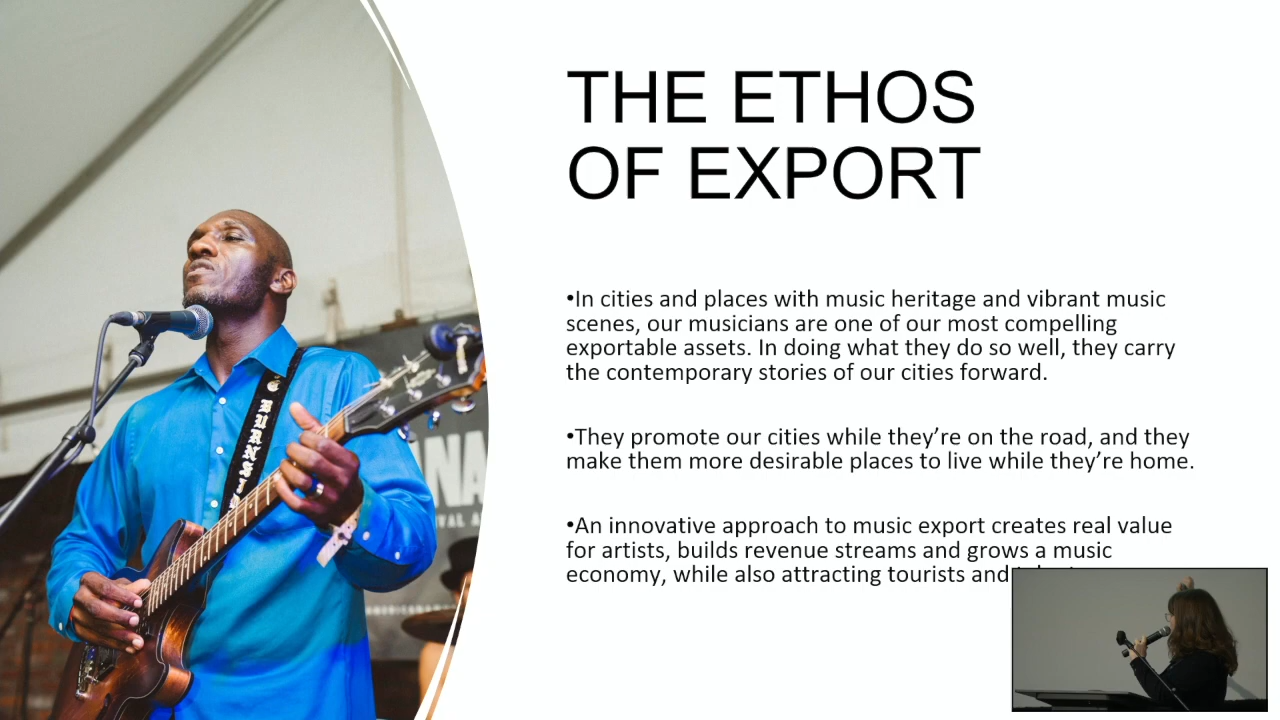 THE ETHOS
OF EXPORT
•In cities and places with music heritage and vibrant music
scenes, our musicians are one of our most compelling
exportable assets. In doing what they do so well, they carry
the contemporary stories of our cities forward.
•They promote our cities while they’re on the road, and they
make them more desirable places to live while they’re home.
•An innovative approach to music export creates real value
for artists, builds revenue streams and grows a music
economy, while also attracting tourists and
BURNSI
NA
IVAL A